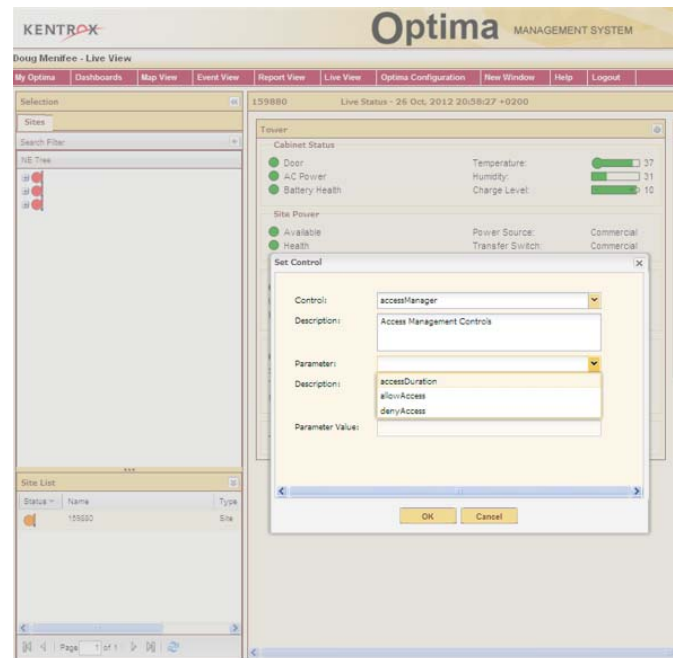 KENTROX
Optima MANAGEMENT SYSTEM
Doug Menifee - Live View
My Optima Dashboards Map View Event View Report View Live View Optima Configuration New Window Help Logout
Selection
159880 Live Status - 26 Oct, 2012 20:58:27 +0200
Sites
Tower
Search Filter
Cabinet Status
NE Tree
Door Temperature: 37
AC Power Humidity: 31
Battery Health Charge Level: 10
Site Power
Available Power Source: Commercial
Health Transfer Switch: Commercial
Set Control
Control: accessManager
Description: Access Management Controls
Parameter:
Description:
accessDuration
allowAccess
denyAccess
Parameter Value:
OK Cancel
Site List
Status Name Type
159880 Site
Page 1 of 1